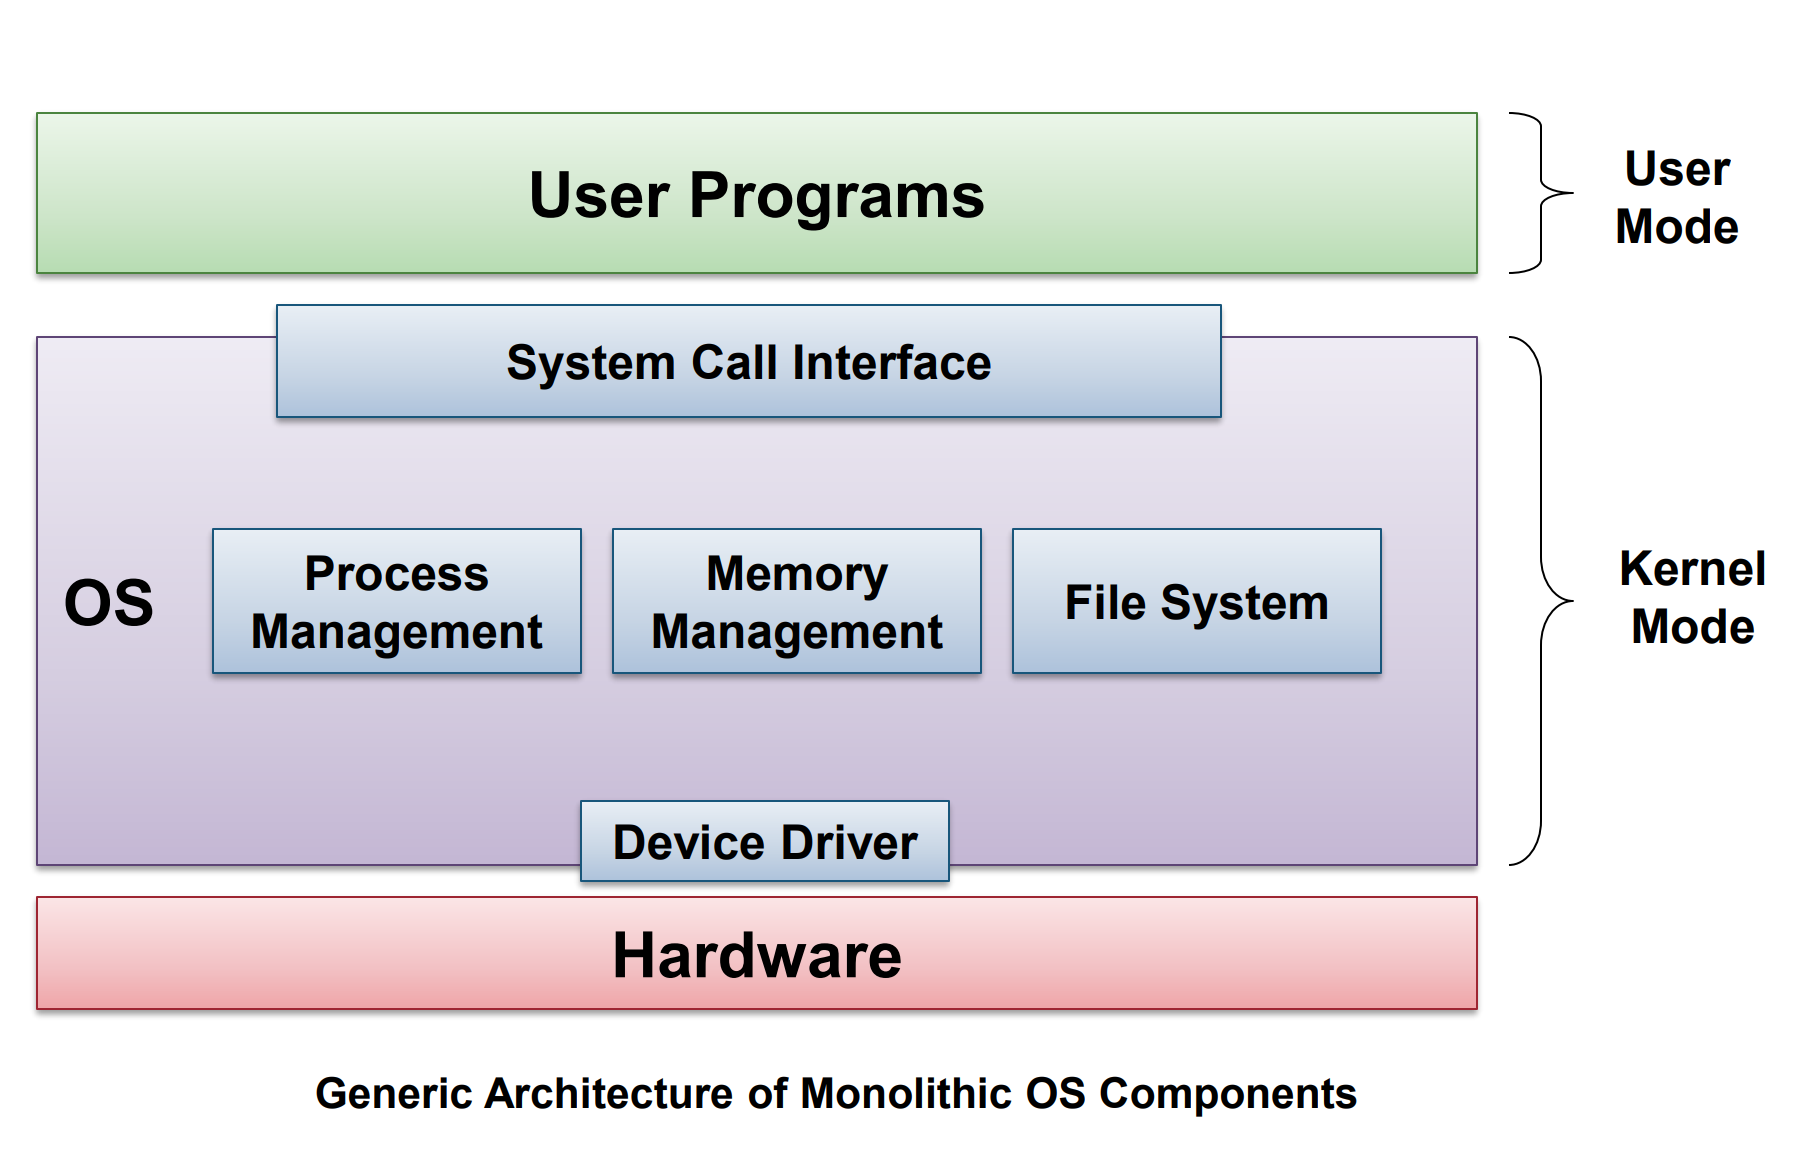 User Programs
User
Mode
System Call Interface
OS
Process
Management
Memory
Management
File System
Kernel
Mode
Device Driver
Hardware
Generic Architecture of Monolithic OS Components